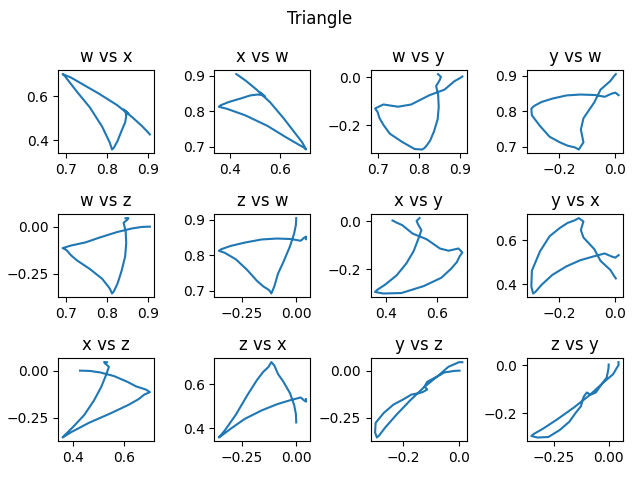 Triangle
w vs x x vs w w vs y y vs w
0.6 0.4 0.7 0.8 0.9
0.9 0.8 0.7 0.4 0.6
0.0 −0.2 0.7 0.8 0.9
0.9 0.8 0.7 −0.2 0.0
w vs z z vs w x vs y y vs x
0.00 −0.25 0.7 0.8 0.9
0.9 0.8 0.7 −0.25 0.00
0.0 −0.2 0.4 0.6
0.6 0.4 −0.2 0.0
x vs z z vs x y vs z z vs y
0.00 −0.25 0.4 0.6
0.6 0.4 −0.25 0.00
0.00 −0.25 −0.2 0.0
0.0 −0.2 −0.25 0.00